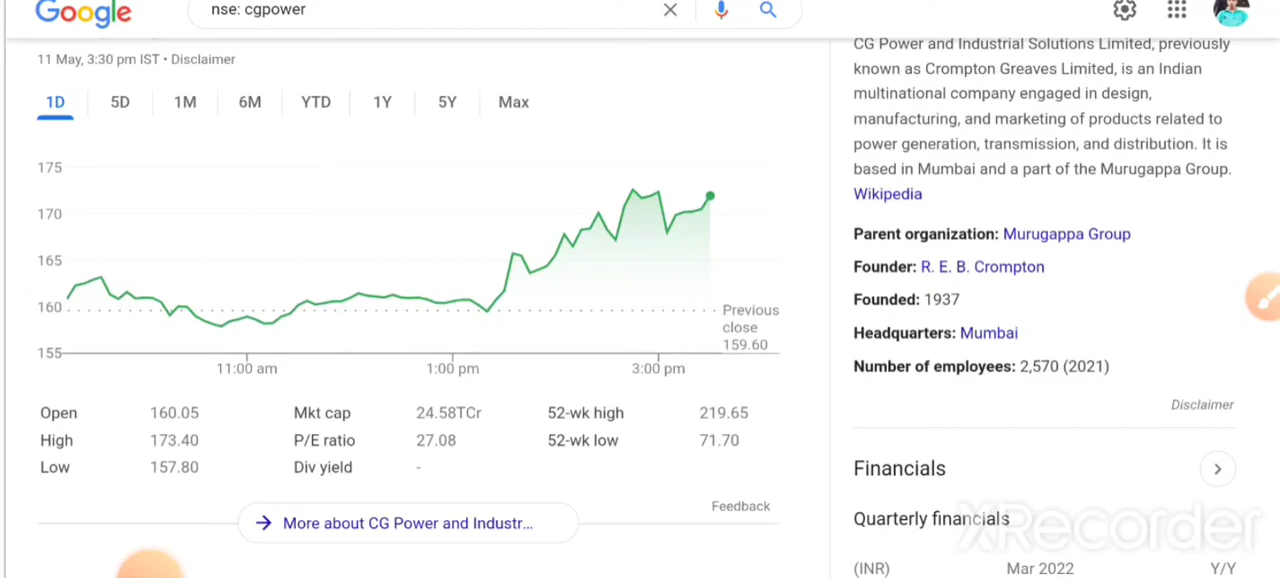 Google
nse: cgpower
11 May, 3:30 pm IST • Disclaimer
1D 5D 1M 6M YTD 1Y 5Y Max
175
170
165
160
155
Previous
close
159.60
11:00 am 1:00 pm 3:00 pm
Open 160.05 Mkt cap 24.58TCr 52-wk high 219.65
High 173.40 P/E ratio 27.08 52-wk low 71.70
Low 157.80 Div yield -
Feedback
More about CG Power and Industr...
CG Power and Industrial Solutions Limited, previously
known as Crompton Greaves Limited, is an Indian
multinational company engaged in design,
manufacturing, and marketing of products related to
power generation, transmission, and distribution. It is
based in Mumbai and a part of the Murugappa Group.
Wikipedia
Parent organization: Murugappa Group
Founder: R. E. B. Crompton
Founded: 1937
Headquarters: Mumbai
Number of employees: 2,570 (2021)
Disclaimer
Financials
Quarterly financials
XRecorder
(INR) Mar 2022 Y/Y